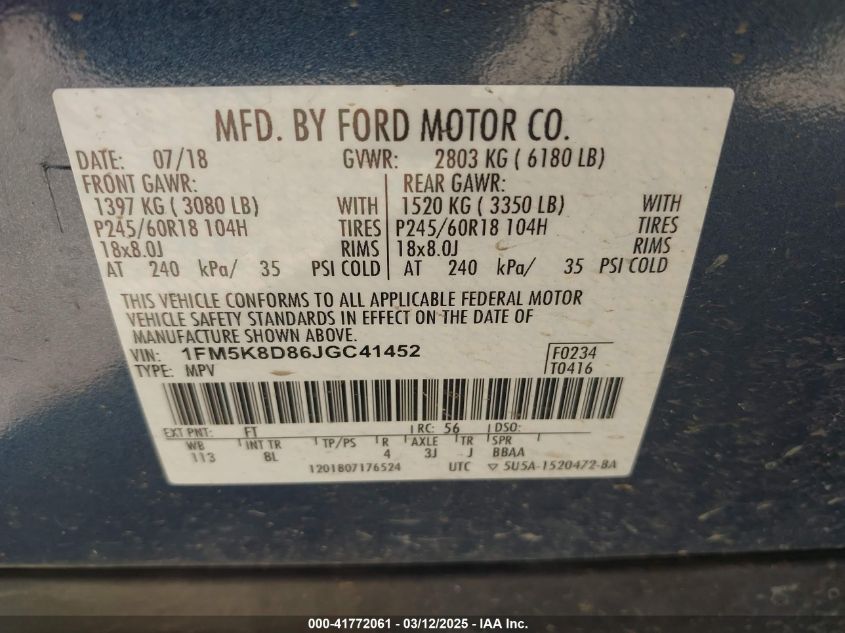 MFD. BY FORD MOTOR CO.
DATE: 07/18 GVWR: 2803 KG ( 6180 LB)
FRONT GAWR: REAR GAWR:
1397 KG ( 3080 LB) WITH 1520 KG ( 3350 LB) WITH
P245/60R18 104H TIRES P245/60R18 104H TIRES
18x8.0J RIMS 18x8.0J RIMS
AT 240 kPa/ 35 PSI COLD AT 240 kPa/ 35 PSI COLD
THIS VEHICLE CONFORMS TO ALL APPLICABLE FEDERAL MOTOR
VEHICLE SAFETY STANDARDS IN EFFECT ON THE DATE OF
MANUFACTURE SHOWN ABOVE.
VIN: 1FM5K8D86JGC41452 F0234
TYPE: MPV T0416
EXT PNT: FT RC: 56 DSO:
WB INT TR TP/PS R AXLE TR SPR
113 8L 4 3J J BBAA
1201807176524 UTC ▽ 5U5A-1520472-BA
000-41772061 - 03/12/2025 - IAA Inc.